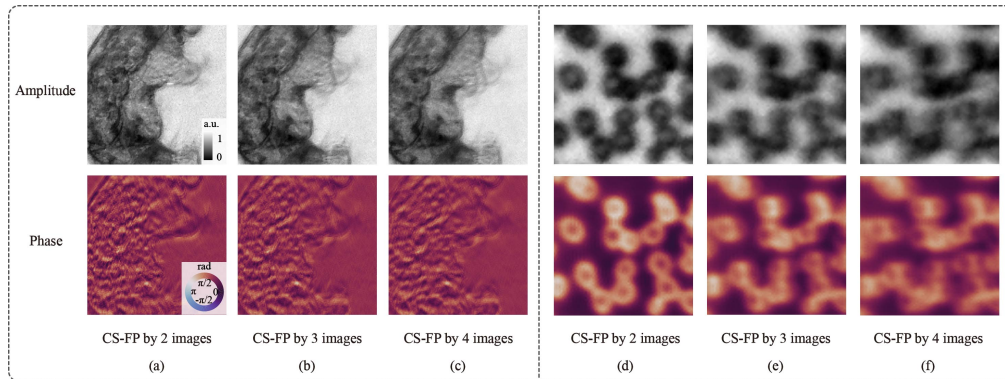 Amplitude
a.u.
1
0
Phase
rad
π/2
π 0
-π/2
CS-FP by 2 images CS-FP by 3 images CS-FP by 4 images CS-FP by 2 images CS-FP by 3 images CS-FP by 4 images
(a) (b) (c) (d) (e) (f)